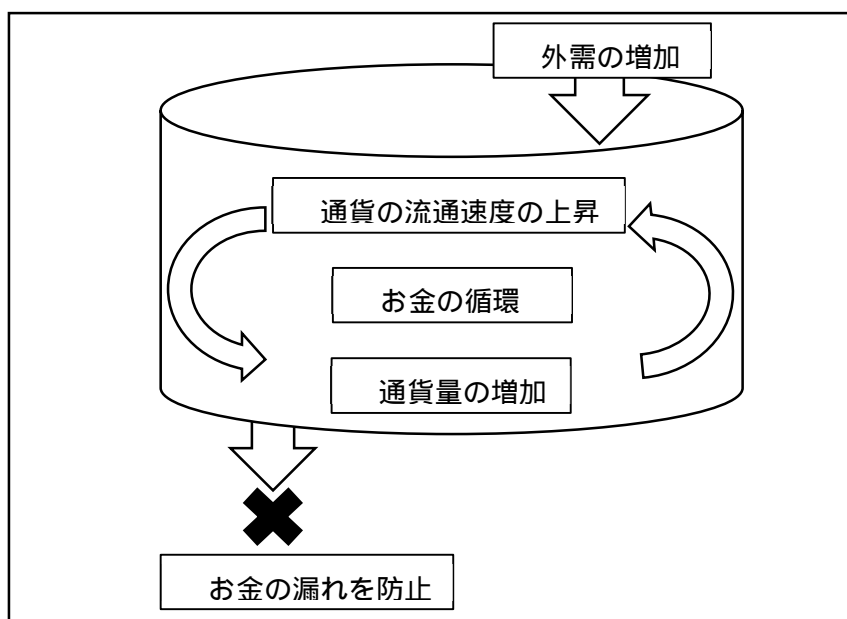 外需の増加
通貨の流通速度の上昇
お金の循環
通貨量の増加
お金の漏れを防止